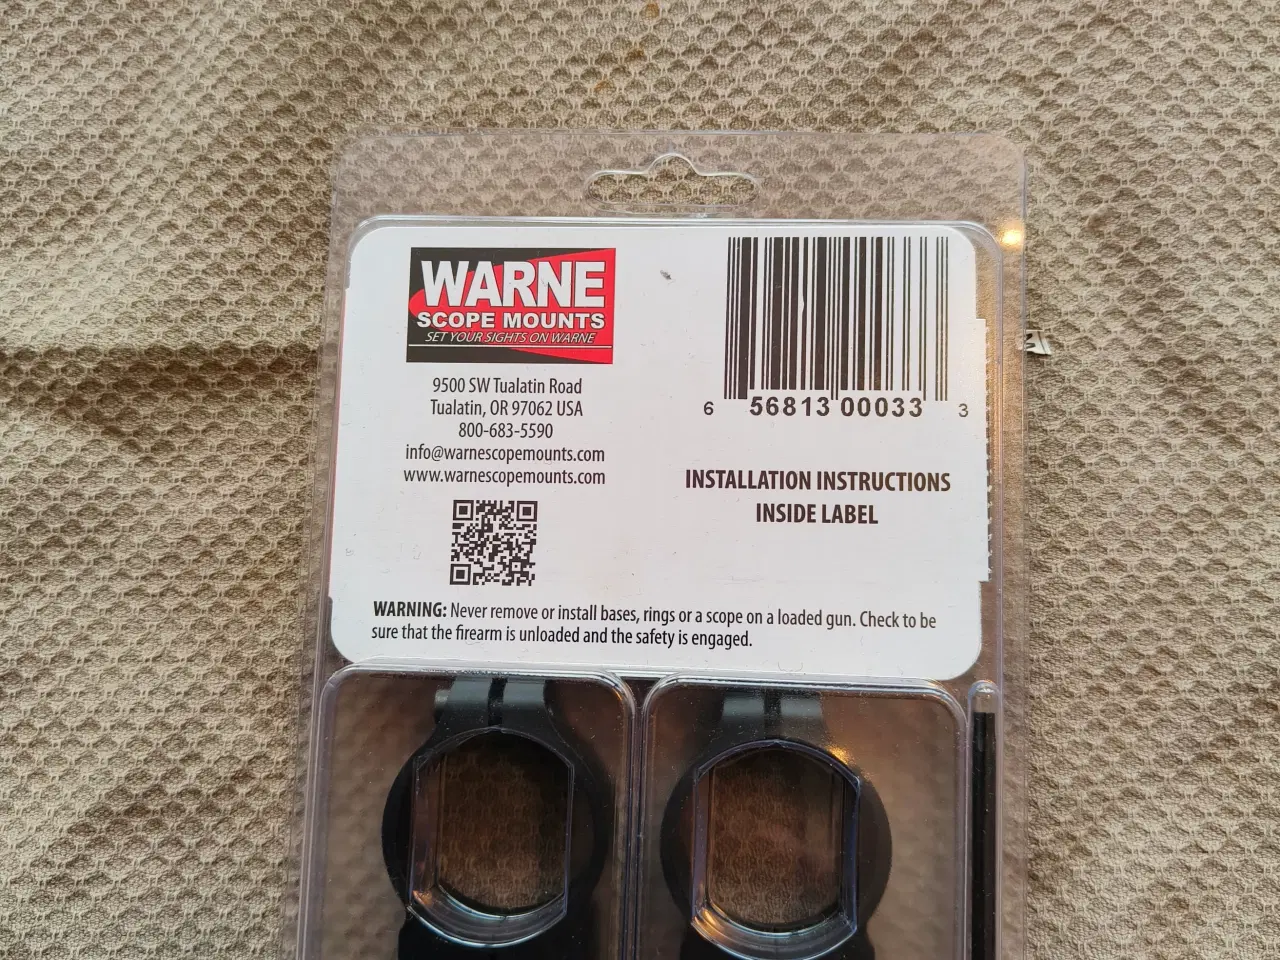 WARNE
SCOPE MOUNTS
SET YOUR SIGHTS ON WARNE
9500 SW Tualatin Road
Tualatin, OR 97062 USA
800-683-5590
info@warnescopemounts.com
www.warnescopemounts.com
6 56813 00033 3
INSTALLATION INSTRUCTIONS
INSIDE LABEL
WARNING: Never remove or install bases, rings or a scope on a loaded gun. Check to be
sure that the firearm is unloaded and the safety is engaged.